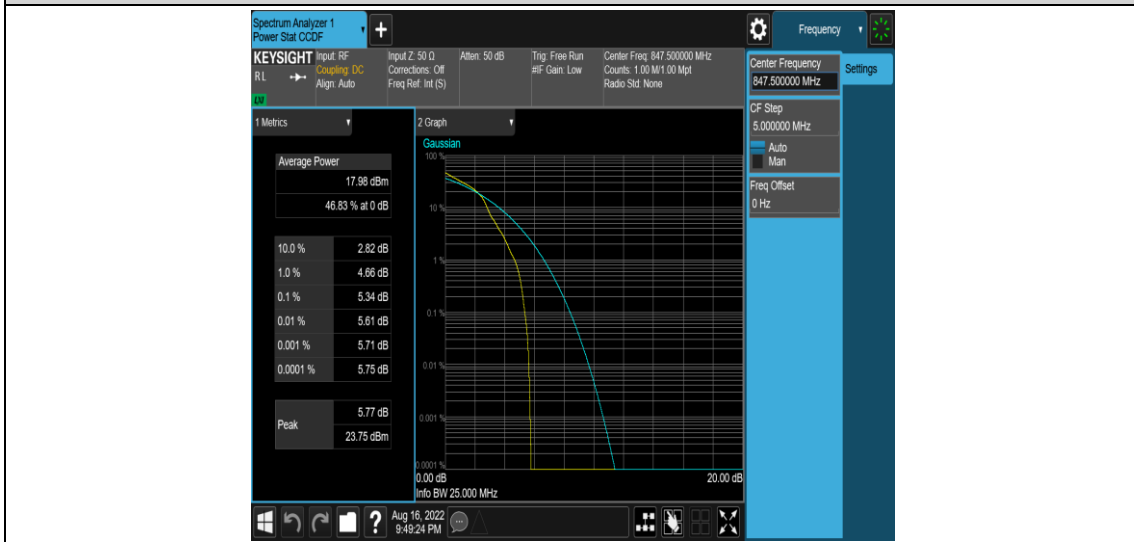 Spectrum Analyzer 1
Power Stat CCDF
+
Frequency
KEYSIGHT
RL
LXI
Input: RF
Coupling: DC
Align: Auto
Input Z: 50 Ω
Corrections: Off
Freq Ref: Int (S)
Atten: 50 dB
Trig: Free Run
#IF Gain: Low
Center Freq: 847.500000 MHz
Counts: 1.00 M/1.00 Mpt
Radio Std: None
Center Frequency
847.500000 MHz
Settings
CF Step
5.000000 MHz
Auto
Man
Freq Offset
0 Hz
1 Metrics
Average Power
17.98 dBm
46.83 % at 0 dB
10.0 % 2.82 dB
1.0 % 4.66 dB
0.1 % 5.34 dB
0.01 % 5.61 dB
0.001 % 5.71 dB
0.0001 % 5.75 dB
Peak 5.77 dB
23.75 dBm
2 Graph
Gaussian
100 %
10 %
1 %
0.1 %
0.01 %
0.001 %
0.0001 %
0.00 dB 20.00 dB
Info BW 25.000 MHz
?
Aug 16, 2022
9:49:24 PM